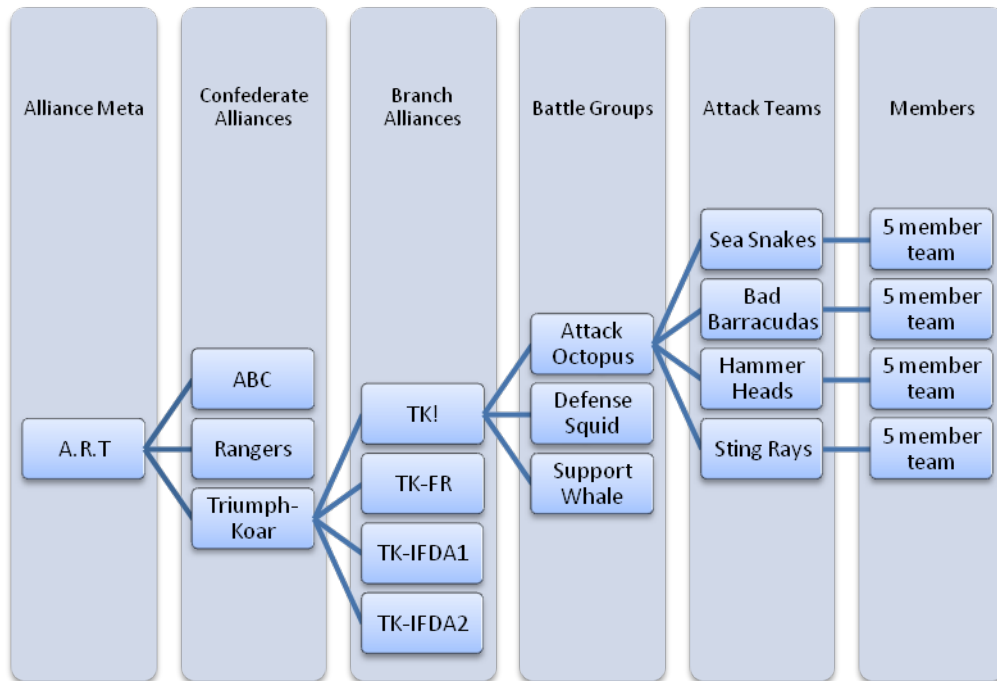 Alliance Meta
Confederate
Alliances
Branch
Alliances
Battle Groups
Attack Teams
Members
A.R.T
ABC
Rangers
Triumph-
Koar
TK!
TK-FR
TK-IFDA1
TK-IFDA2
Attack
Octopus
Defense
Squid
Support
Whale
Sea Snakes
Bad
Barracudas
Hammer
Heads
Sting Rays
5 member
team
5 member
team
5 member
team
5 member
team